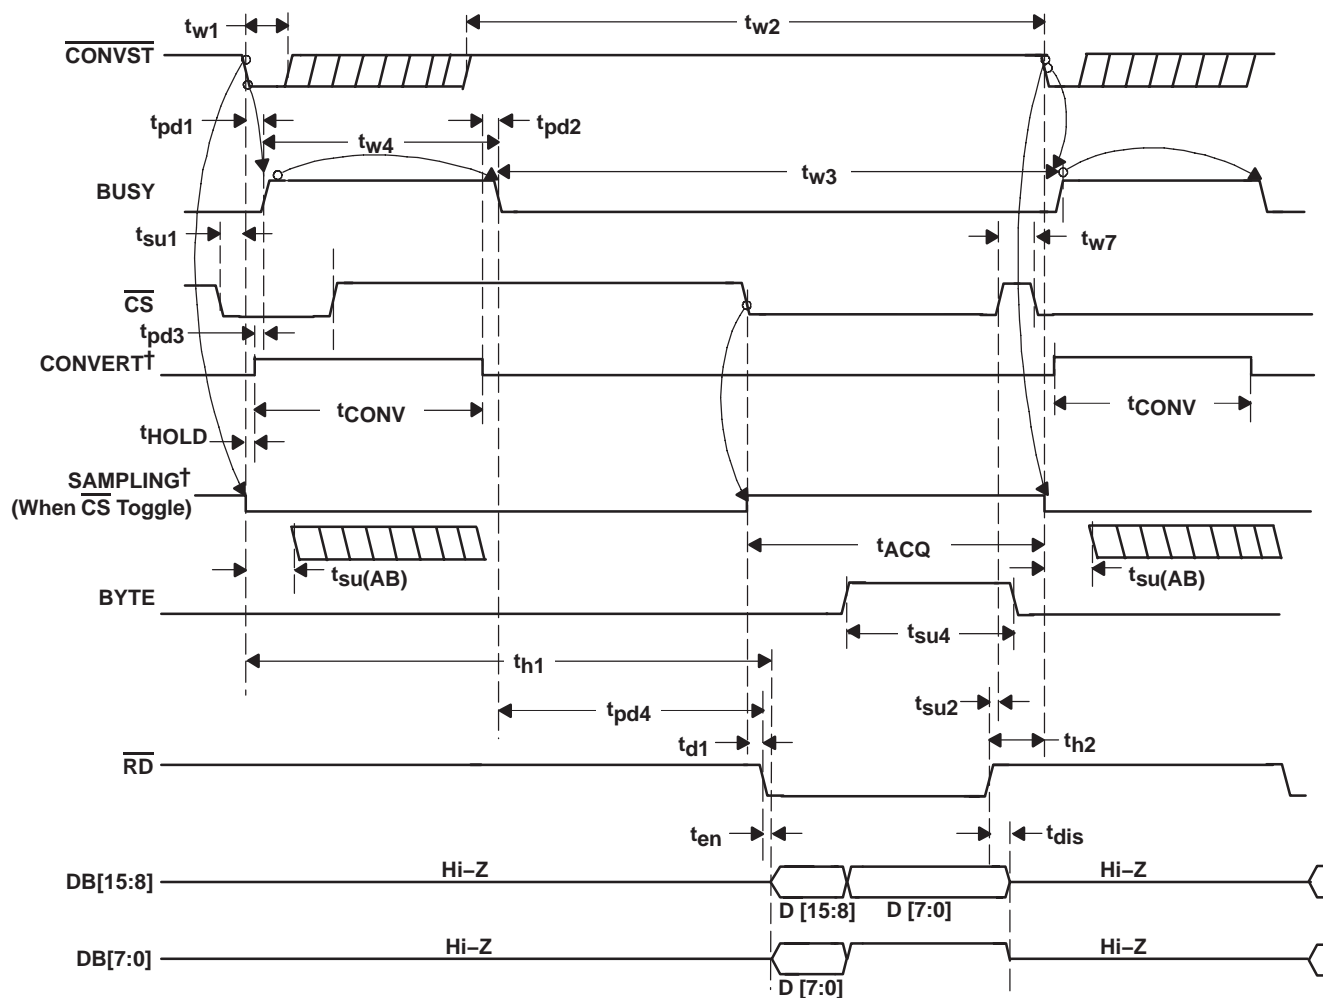 tw1
tw2
CONVST
tpd1
tw4
tpd2
tw3
BUSY
tsu1
tw7
CS
tpd3
CONVERT†
tCONV
tCONV
tHOLD
SAMPLING†
(When CS Toggle)
tACQ
tsu(AB)
tsu(AB)
BYTE
tsu4
th1
tsu2
tpd4
td1
th2
RD
ten
tdis
Hi–Z
Hi–Z
DB[15:8]
D [15:8]
D [7:0]
Hi–Z
Hi–Z
DB[7:0]
D [7:0]